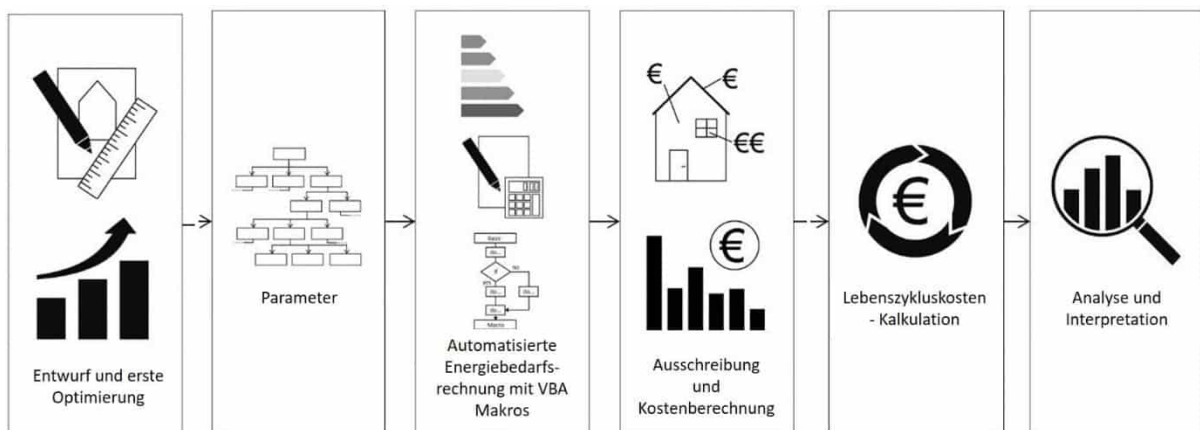 Entwurf und erste
Optimierung
Parameter
Automatisierte
Energiebedarfs-
rechnung mit VBA
Makros
€
€
€€
€
Ausschreibung
und
Kostenberechnung
€
Lebenszykluskosten
- Kalkulation
Analyse und
Interpretation